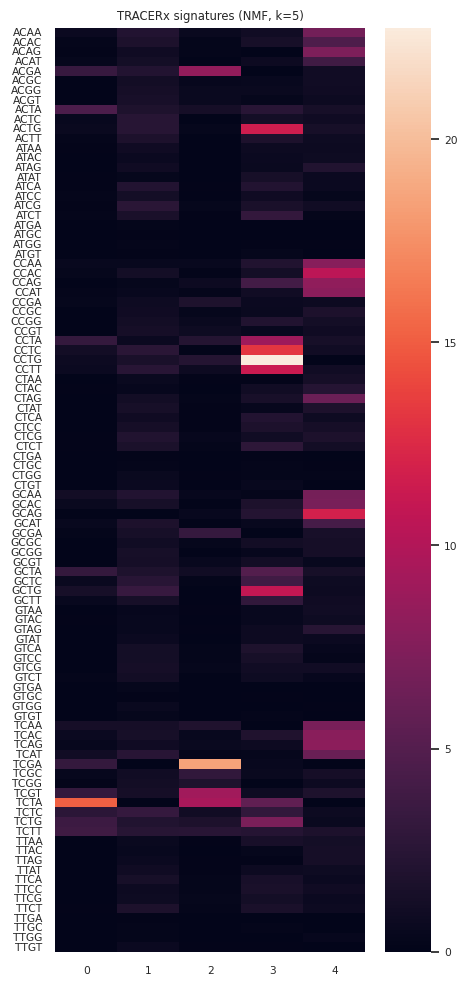 TRACERx signatures (NMF, k=5)
ACAA
ACAC
ACAG
ACAT
ACGA
ACGC
ACGG
ACGT
ACTA
ACTC
ACTG
ACTT
ATAA
ATAC
ATAG
ATAT
ATCA
ATCC
ATCG
ATCT
ATGA
ATGC
ATGG
ATGT
CCAA
CCAC
CCAG
CCAT
CCGA
CCGC
CCGG
CCGT
CCTA
CCTC
CCTG
CCTT
CTAA
CTAC
CTAG
CTAT
CTCA
CTCC
CTCG
CTCT
CTGA
CTGC
CTGG
CTGT
GCAA
GCAC
GCAG
GCAT
GCGA
GCGC
GCGG
GCGT
GCTA
GCTC
GCTG
GCTT
GTAA
GTAC
GTAG
GTAT
GTCA
GTCC
GTCG
GTCT
GTGA
GTGC
GTGG
GTGT
TCAA
TCAC
TCAG
TCAT
TCGA
TCGC
TCGG
TCGT
TCTA
TCTC
TCTG
TCTT
TTAA
TTAC
TTAG
TTAT
TTCA
TTCC
TTCG
TTCT
TTGA
TTGC
TTGG
TTGT
0 1 2 3 4
20
15
10
5
0